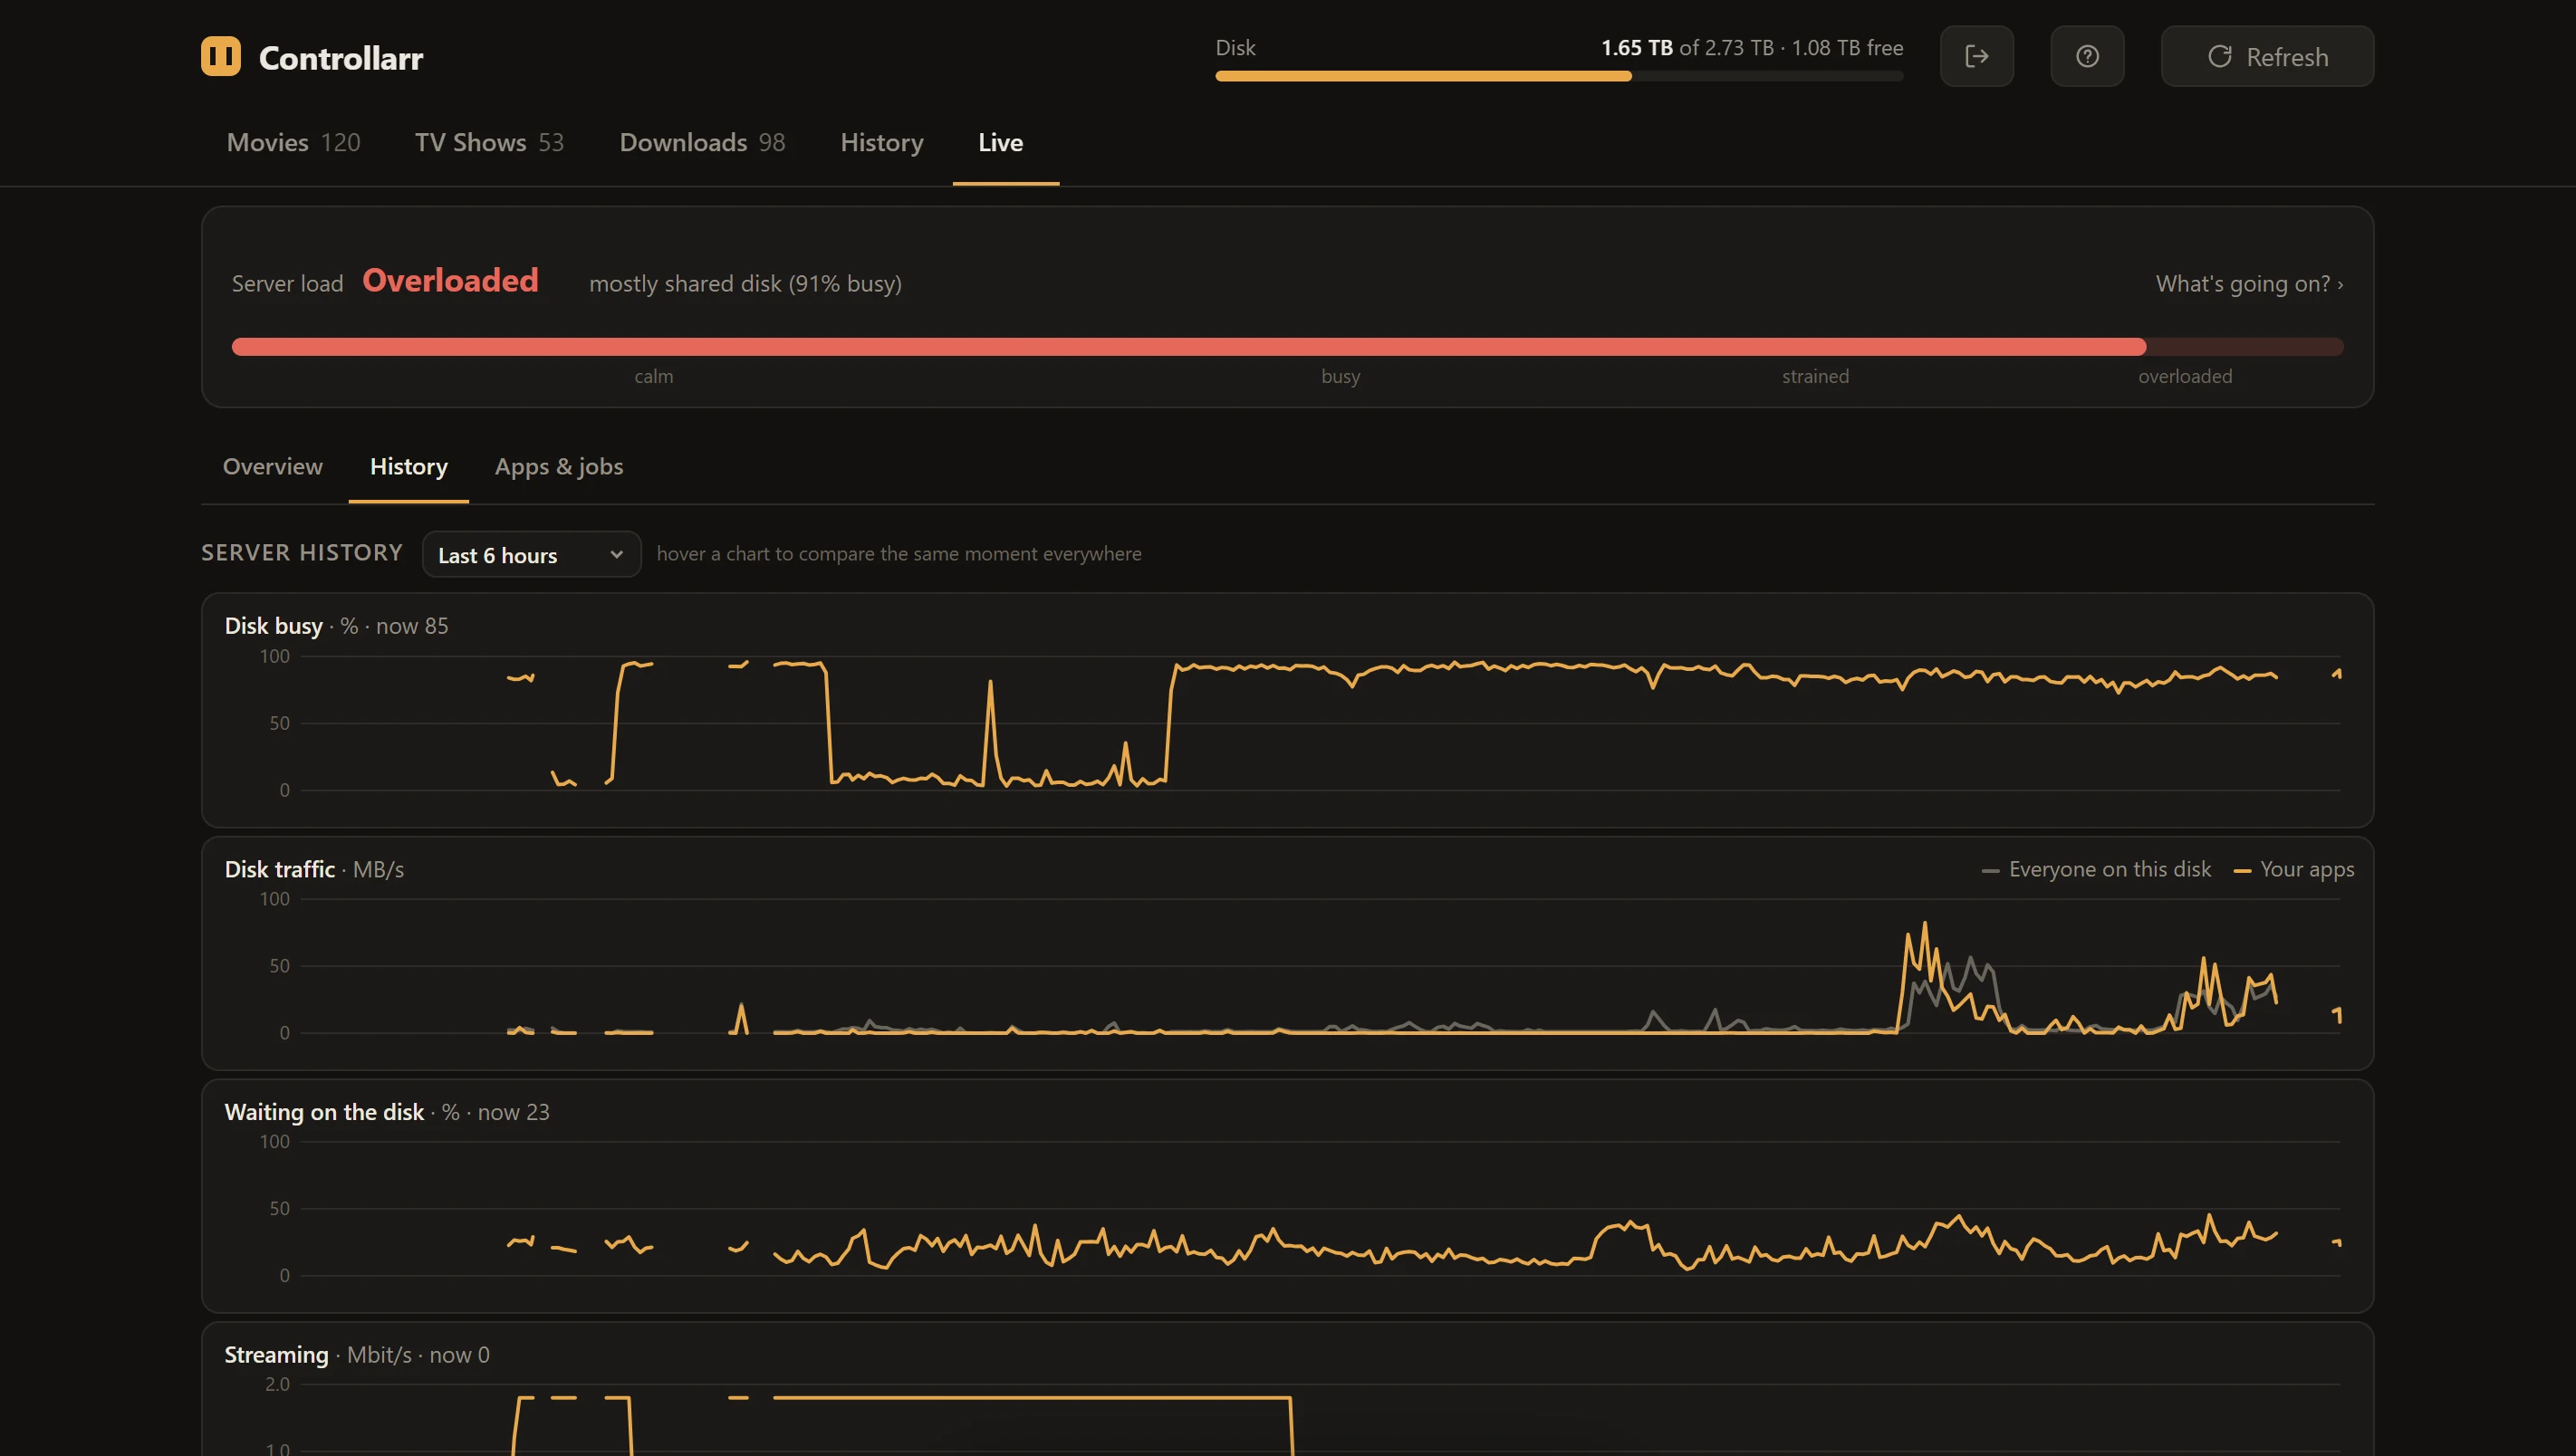 Controllarr
Disk 1.65 TB of 2.73 TB · 1.08 TB free
Refresh
Movies 120 TV Shows 53 Downloads 98 History Live
Server load Overloaded mostly shared disk (91% busy) What's going on? ›
calm busy strained overloaded
Overview History Apps & jobs
SERVER HISTORY Last 6 hours hover a chart to compare the same moment everywhere
Disk busy · % · now 85
100
50
0
Disk traffic · MB/s Everyone on this disk Your apps
100
50
0
Waiting on the disk · % · now 23
100
50
0
Streaming · Mbit/s · now 0
2.0
1.0